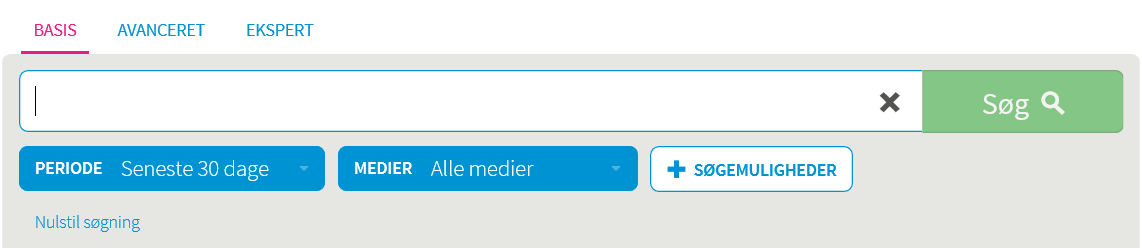 BASIS AVANCERET EKSPERT
Søg
PERIODE Seneste 30 dage MEDIER Alle medier SØGEMULIGHEDER
Nulstil søgning